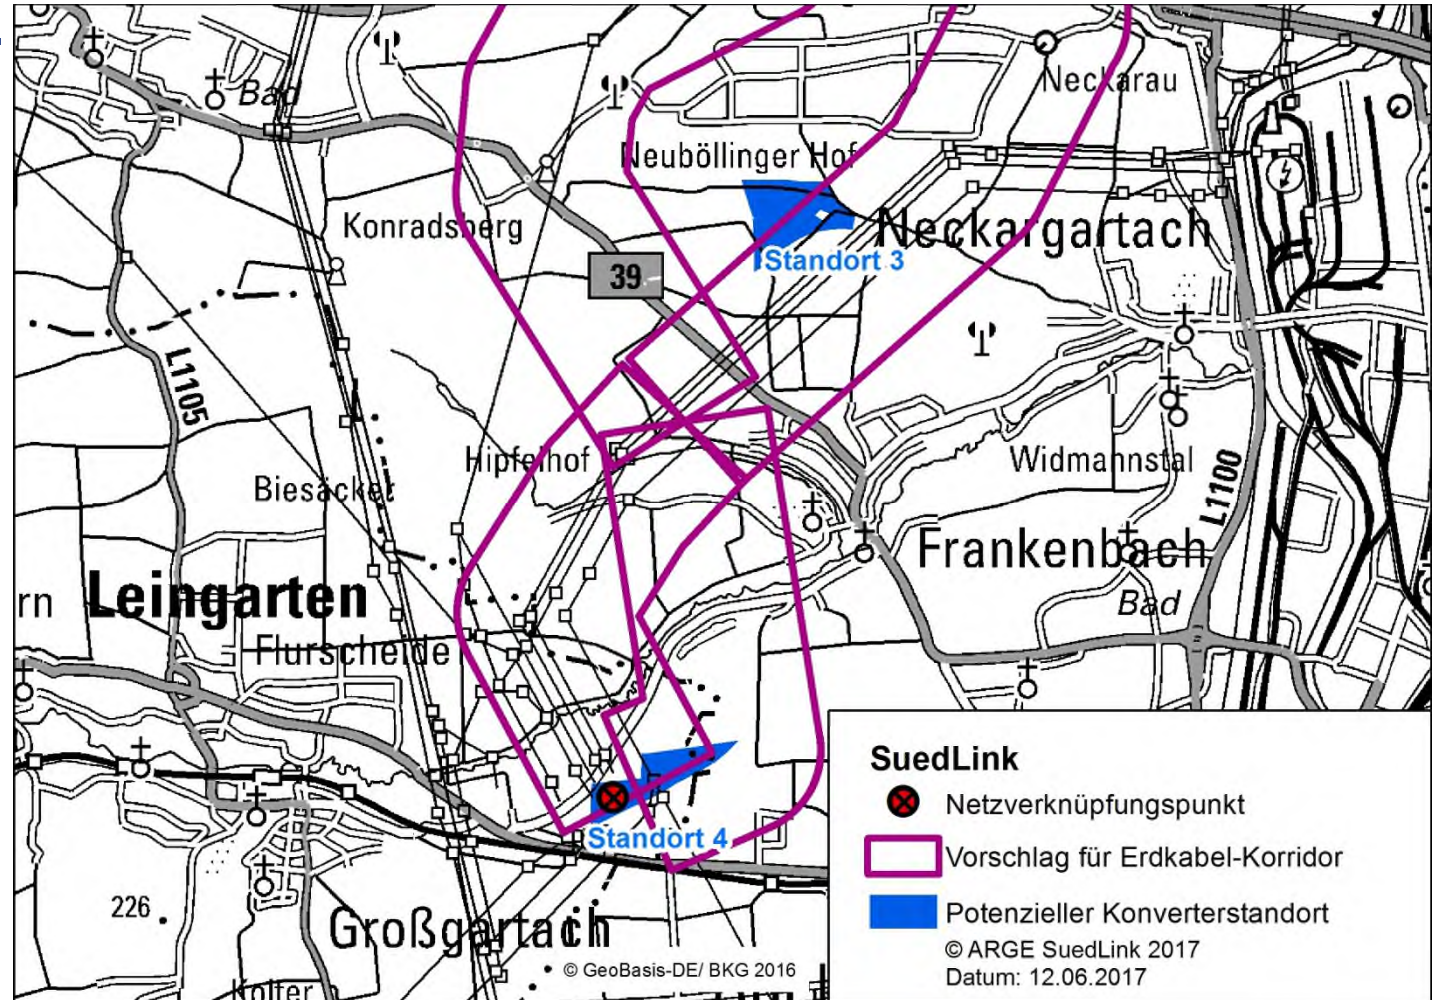 Bad
Neckarau
Neuböllinger Hof
Konradsberg
Neckargartach
Standort 3
39
L1105
Hipfelhof
Widmannstal
Biesäcker
L1100
Frankenbach
rn
Leingarten
Bad
Flurscheide
SuedLink
Netzverknüpfungspunkt
Standort 4
Vorschlag für Erdkabel-Korridor
226
Potenzieller Konverterstandort
Großgartach
© ARGE SuedLink 2017
© GeoBasis-DE/ BKG 2016
Datum: 12.06.2017